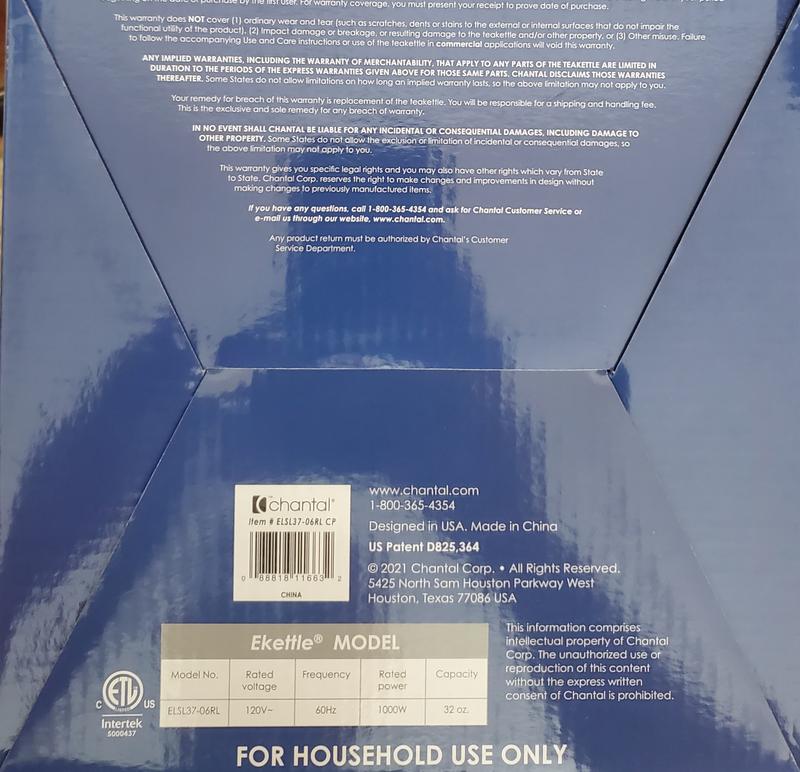 This warranty does NOT cover (1) ordinary wear and tear (such as scratches, dents or stains to the external or internal surfaces that do not impair the
functional utility of the product), (2) Impact damage or breakage, or resulting damage to the teakettle and/or other property, or (3) Other misuse. Failure
to follow the accompanying Use and Care instructions or use of the teakettle in commercial applications will void this warranty.
ANY IMPLIED WARRANTIES, INCLUDING THE WARRANTY OF MERCHANTABILITY, THAT APPLY TO ANY PARTS OF THE TEAKETTLE ARE LIMITED IN
DURATION TO THE PERIODS OF THE EXPRESS WARRANTIES GIVEN ABOVE FOR THOSE SAME PARTS. CHANTAL DISCLAIMS THOSE WARRANTIES
THEREAFTER. Some States do not allow limitations on how long an implied warranty lasts, so the above limitation may not apply to you.
Your remedy for breach of this warranty is replacement of the teakettle. You will be responsible for a shipping and handling fee.
This is the exclusive and sole remedy for any breach of warranty.
IN NO EVENT SHALL CHANTAL BE LIABLE FOR ANY INCIDENTAL OR CONSEQUENTIAL DAMAGES, INCLUDING DAMAGE TO
OTHER PROPERTY. Some States do not allow the exclusion or limitation of incidental or consequential damages, so
the above limitation may not apply to you.
This warranty gives you specific legal rights and you may also have other rights which vary from State
to State. Chantal Corp. reserves the right to make changes and improvements in design without
making changes to previously manufactured items.
If you have any questions, call 1-800-365-4354 and ask for Chantal Customer Service or
e-mail us through our website, www.chantal.com.
Any product return must be authorized by Chantal's Customer
Service Department.
chantal®
Item # ELSL37-06RL CP
0 88818 11663 2
CHINA
www.chantal.com
1-800-365-4354
Designed in USA. Made in China
US Patent D825,364
© 2021 Chantal Corp. • All Rights Reserved.
5425 North Sam Houston Parkway West
Houston, Texas 77086 USA
Ekettle® MODEL
Model No. Rated voltage Frequency Rated power Capacity
ELSL37-06RL 120V~ 60Hz 1000W 32 oz.
This information comprises
intellectual property of Chantal
Corp. The unauthorized use or
reproduction of this content
without the express written
consent of Chantal is prohibited.
C ETL US
Intertek
5000437
FOR HOUSEHOLD USE ONLY